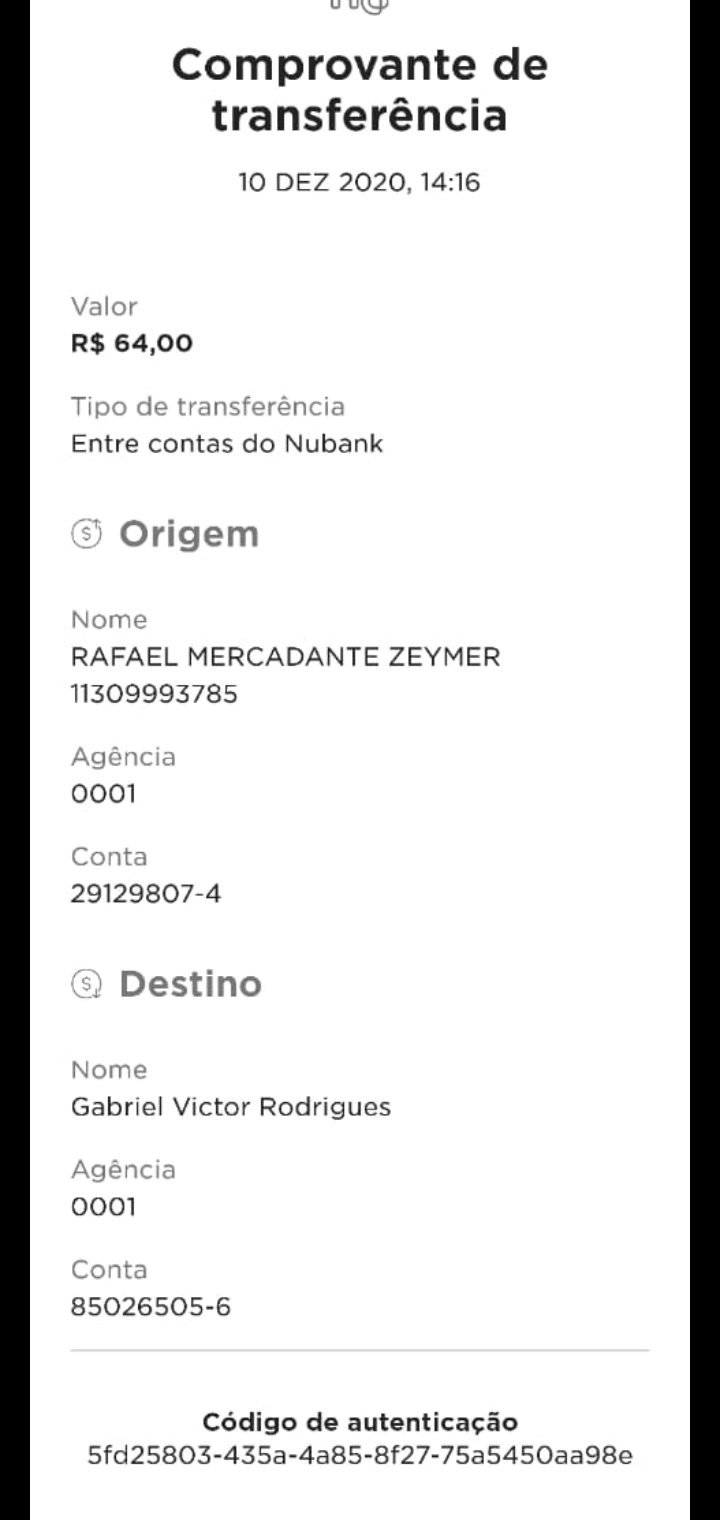 Comprovante de
transferência
10 DEZ 2020, 14:16
Valor
R$ 64,00
Tipo de transferência
Entre contas do Nubank
Origem
Nome
RAFAEL MERCADANTE ZEYMER
11309993785
Agência
0001
Conta
29129807-4
Destino
Nome
Gabriel Victor Rodrigues
Agência
0001
Conta
85026505-6
Código de autenticação
5fd25803-435a-4a85-8f27-75a5450aa98e